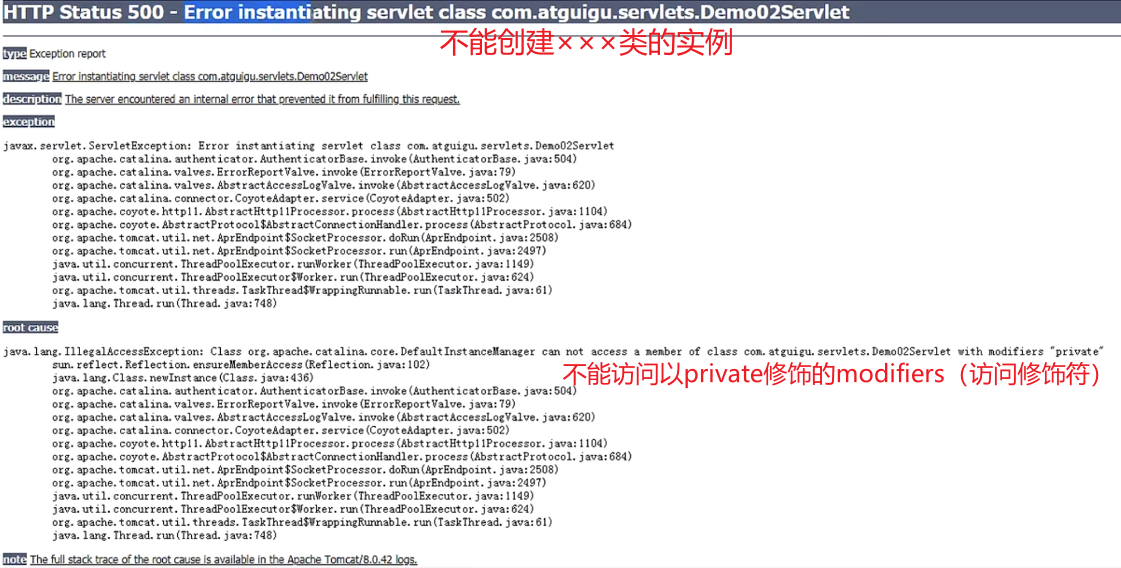 HTTP Status 500 - Error instantiating servlet class com.atguigu.servlets.Demo02Servlet
不能创建×××类的实例
type Exception report
message Error instantiating servlet class com.atguigu.servlets.Demo02Servlet
description The server encountered an internal error that prevented it from fulfilling this request.
exception
javax.servlet.ServletException: Error instantiating servlet class com.atguigu.servlets.Demo02Servlet
org.apache.catalina.authenticator.AuthenticatorBase.invoke(AuthenticatorBase.java:504)
org.apache.catalina.valves.ErrorReportValve.invoke(ErrorReportValve.java:79)
org.apache.catalina.valves.AbstractAccessLogValve.invoke(AbstractAccessLogValve.java:620)
org.apache.catalina.connector.CoyoteAdapter.service(CoyoteAdapter.java:502)
org.apache.coyote.http11.AbstractHttp11Processor.process(AbstractHttp11Processor.java:1104)
org.apache.coyote.AbstractProtocol$AbstractConnectionHandler.process(AbstractProtocol.java:684)
org.apache.tomcat.util.net.AprEndpoint$SocketProcessor.doRun(AprEndpoint.java:2508)
org.apache.tomcat.util.net.AprEndpoint$SocketProcessor.run(AprEndpoint.java:2497)
java.util.concurrent.ThreadPoolExecutor.runWorker(ThreadPoolExecutor.java:1149)
java.util.concurrent.ThreadPoolExecutor$Worker.run(ThreadPoolExecutor.java:624)
org.apache.tomcat.util.threads.TaskThread$WrappingRunnable.run(TaskThread.java:61)
java.lang.Thread.run(Thread.java:748)
root cause
java.lang.IllegalAccessException: Class org.apache.catalina.core.DefaultInstanceManager can not access a member of class com.atguigu.servlets.Demo02Servlet with modifiers "private"
sun.reflect.Reflection.ensureMemberAccess(Reflection.java:102)
不能访问以private修饰的modifiers（访问修饰符）
java.lang.Class.newInstance(Class.java:436)
org.apache.catalina.authenticator.AuthenticatorBase.invoke(AuthenticatorBase.java:504)
org.apache.catalina.valves.ErrorReportValve.invoke(ErrorReportValve.java:79)
org.apache.catalina.valves.AbstractAccessLogValve.invoke(AbstractAccessLogValve.java:620)
org.apache.catalina.connector.CoyoteAdapter.service(CoyoteAdapter.java:502)
org.apache.coyote.http11.AbstractHttp11Processor.process(AbstractHttp11Processor.java:1104)
org.apache.coyote.AbstractProtocol$AbstractConnectionHandler.process(AbstractProtocol.java:684)
org.apache.tomcat.util.net.AprEndpoint$SocketProcessor.doRun(AprEndpoint.java:2508)
org.apache.tomcat.util.net.AprEndpoint$SocketProcessor.run(AprEndpoint.java:2497)
java.util.concurrent.ThreadPoolExecutor.runWorker(ThreadPoolExecutor.java:1149)
java.util.concurrent.ThreadPoolExecutor$Worker.run(ThreadPoolExecutor.java:624)
org.apache.tomcat.util.threads.TaskThread$WrappingRunnable.run(TaskThread.java:61)
java.lang.Thread.run(Thread.java:748)
note The full stack trace of the root cause is available in the Apache Tomcat/8.0.42 logs.